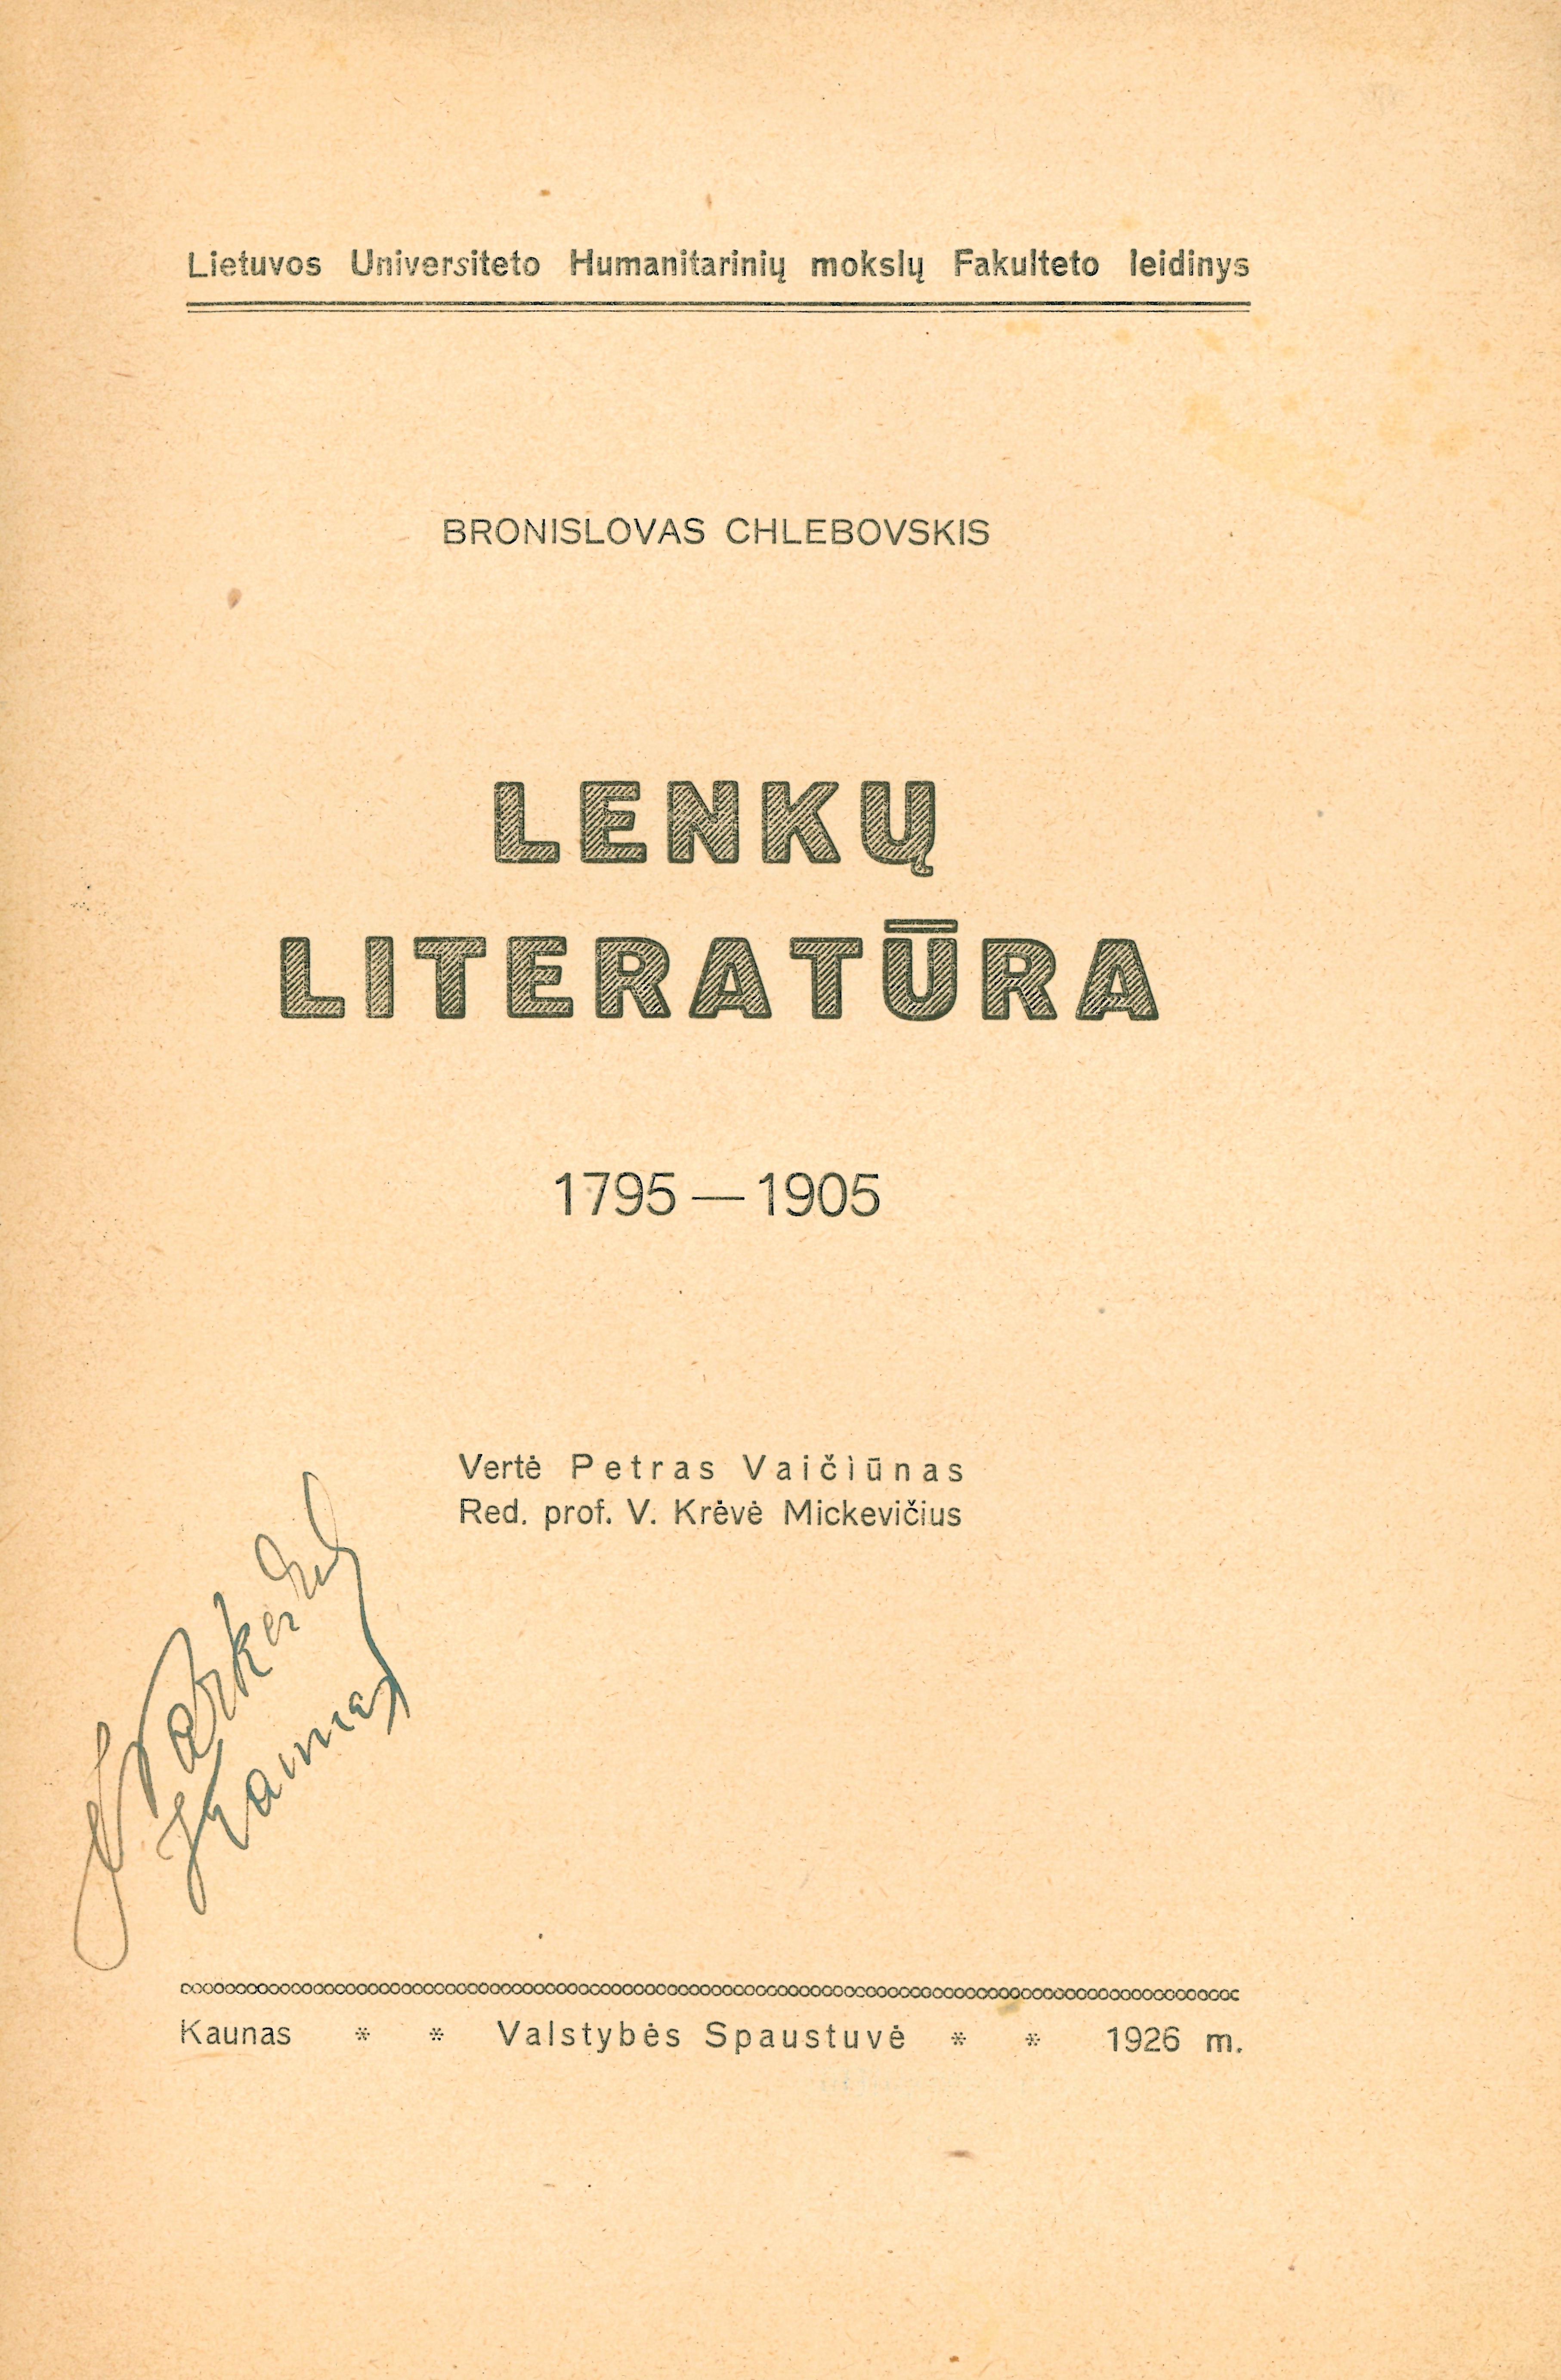 Lietuvos Universiteto Humanitarinių mokslų Fakulteto leidinys
BRONISLOVAS CHLEBOVSKIS
LENKŲ
LITERATŪRA
1795 — 1905
Vertė Petras Vaičiūnas
Red. prof. V. Krėvė Mickevičius
Kaunas * * Valstybės Spaustuvė * * 1926 m.